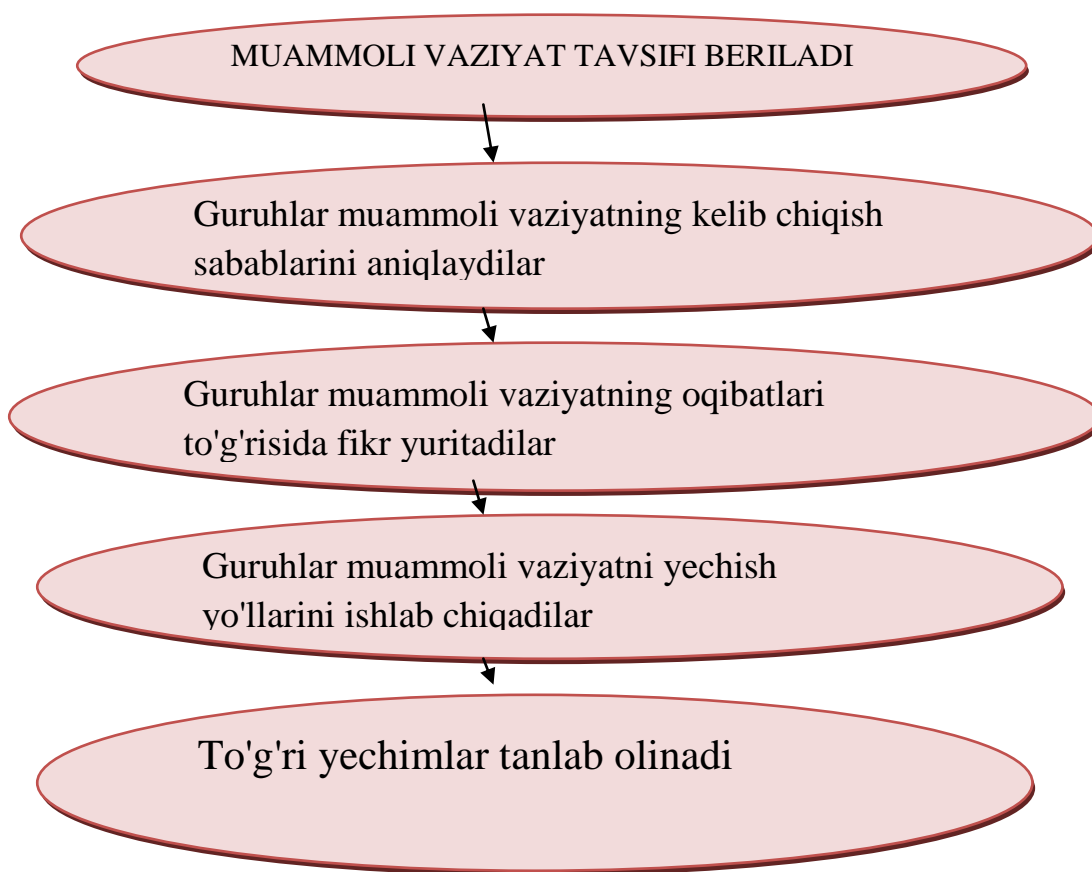 MUAMMOLI VAZIYAT TAVSIFI BERILADI
Guruhlar muammoli vaziyatning kelib chiqish
sabablarini aniqlaydilar
Guruhlar muammoli vaziyatning oqibatlari
to'g'risida fikr yuritadilar
Guruhlar muammoli vaziyatni yechish
yo'llarini ishlab chiqadilar
To'g'ri yechimlar tanlab olinadi